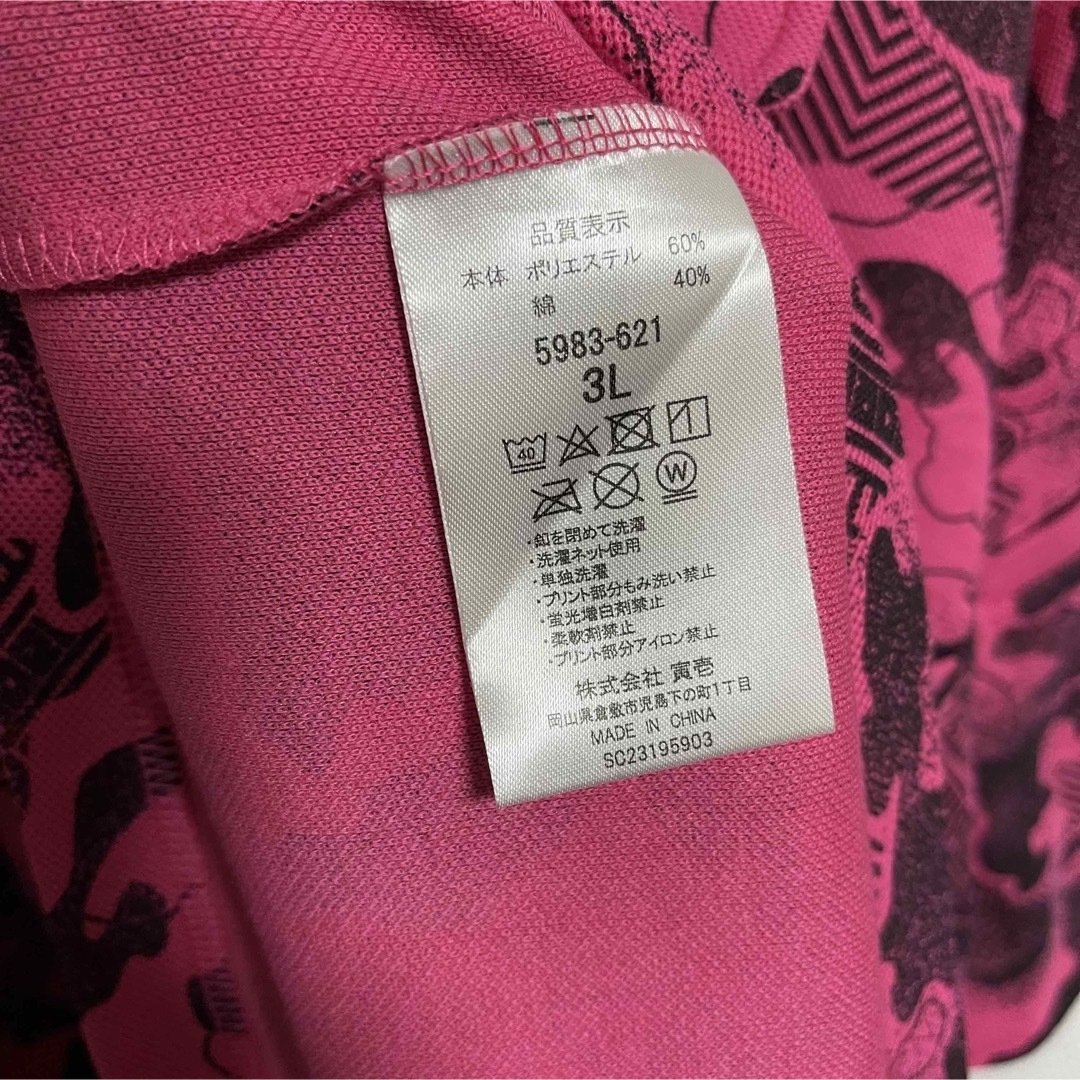 品質表示
本体 ポリエステル 60%
綿 40%
5983-621
3L
40
W
・釦を閉めて洗濯
・洗濯ネット使用
・単独洗濯
・プリント部分もみ洗い禁止
・蛍光増白剤禁止
・柔軟剤禁止
・プリント部分アイロン禁止
株式会社 寅壱
岡山県倉敷市児島下の町1丁目
MADE IN CHINA
SC23195903